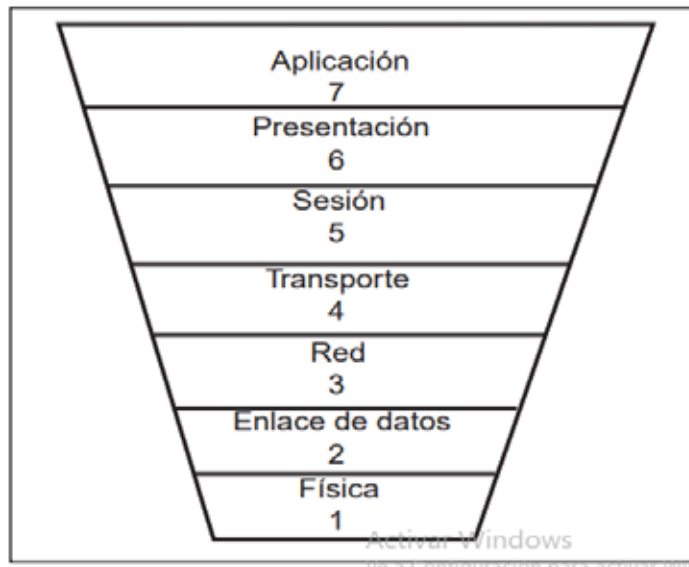 Aplicación
7
Presentación
6
Sesión
5
Transporte
4
Red
3
Enlace de datos
2
Física
1
Activar Windows